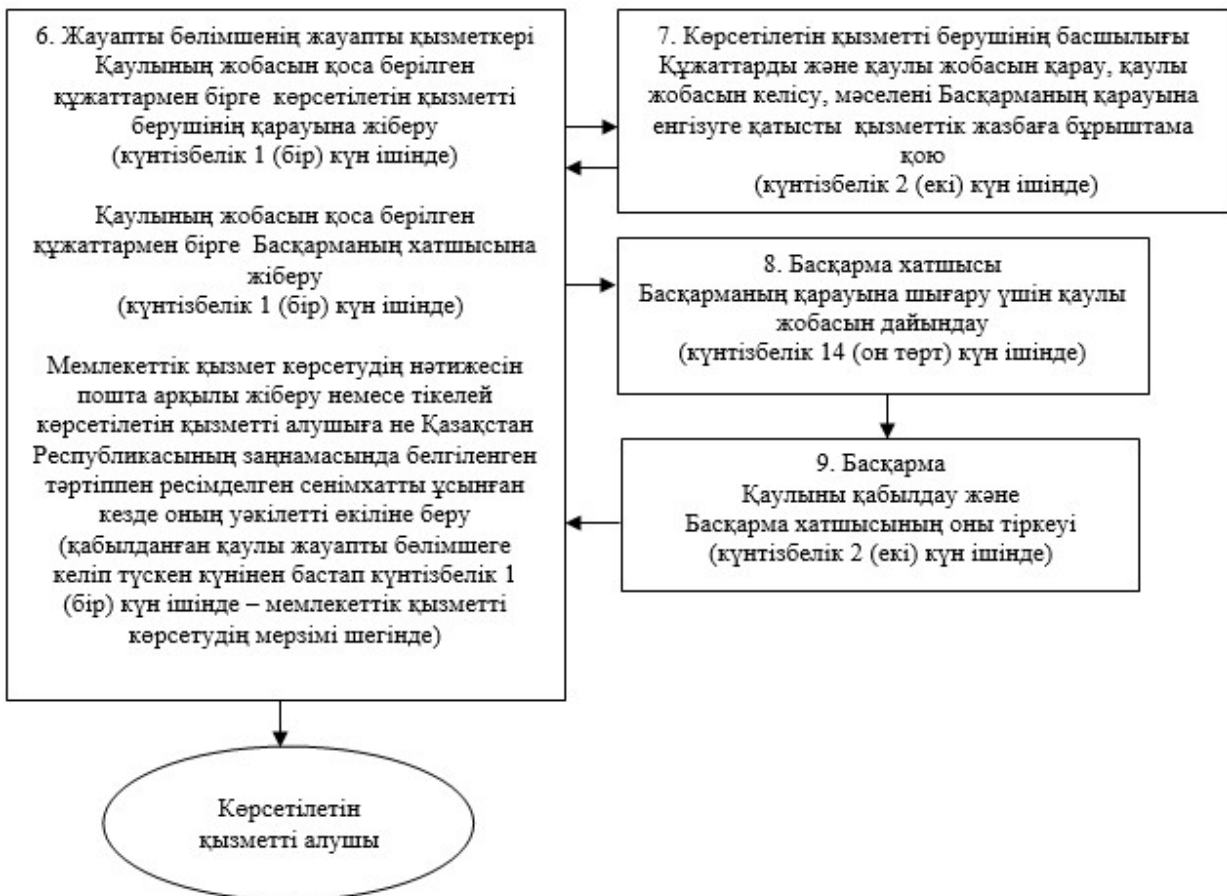 6. Жауапты бөлімшенің жауапты қызметкері
Қаулының жобасын қоса берілген
құжаттармен бірге көрсетілетін қызметті
берушінің қарауына жіберу
(күнтізбелік 1 (бір) күн ішінде)
Қаулының жобасын қоса берілген
құжаттармен бірге Басқарманың хатшысына
жіберу
(күнтізбелік 1 (бір) күн ішінде)
Мемлекеттік қызмет көрсетудің нәтижесін
пошта арқылы жіберу немесе тікелей
көрсетілетін қызметті алушыға не Қазақстан
Республикасының заңнамасында белгіленген
тәртіппен ресімделген сенімхатты ұсынған
кезде оның уәкілетті өкіліне беру
(қабылданған қаулы жауапты бөлімшеге
келіп түскен күнінен бастап күнтізбелік 1
(бір) күн ішінде – мемлекеттік қызметті
көрсетудің мерзімі шегінде)
7. Көрсетілетін қызметті берушінің басшылығы
Құжаттарды және қаулы жобасын қарау, қаулы
жобасын келісу, мәселені Басқарманың қарауына
енгізуге қатысты қызметтік жазбаға бұрыштама
қою
(күнтізбелік 2 (екі) күн ішінде)
8. Басқарма хатшысы
Басқарманың қарауына шығару үшін қаулы
жобасын дайындау
(күнтізбелік 14 (он төрт) күн ішінде)
9. Басқарма
Қаулыны қабылдау және
Басқарма хатшысының оны тіркеуі
(күнтізбелік 2 (екі) күн ішінде)
Көрсетілетін
қызметті алушы